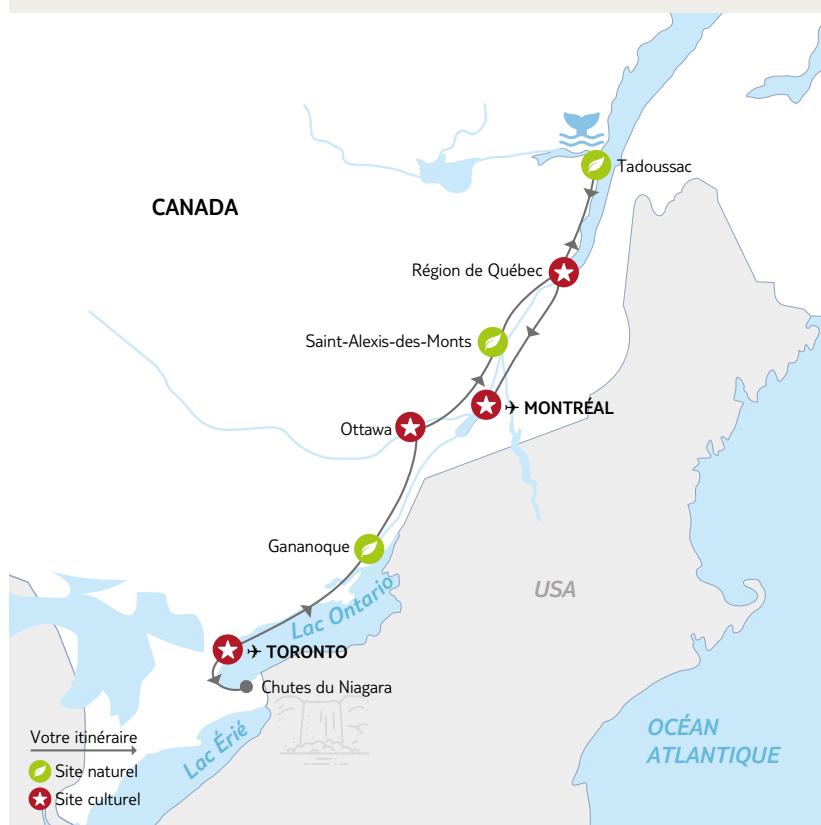 Tadoussac
CANADA
Région de Québec
Saint-Alexis-des-Monts
MONTRÉAL
Ottawa
Gananoque
USA
Lac Ontario
TORONTO
Chutes du Niagara
OCÉAN
ATLANTIQUE
Lac Érié
Votre itinéraire
Site naturel
Site culturel